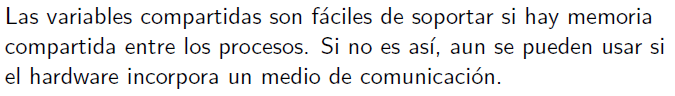 Las variables compartidas son fáciles de soportar si hay memoria
compartida entre los procesos. Si no es así, aun se pueden usar si
el hardware incorpora un medio de comunicación.